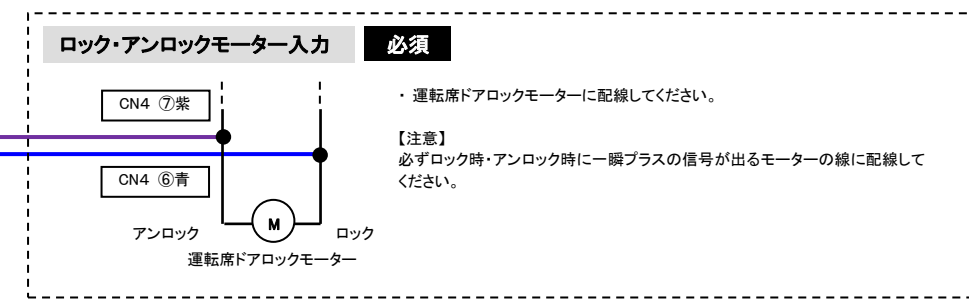 ロック・アンロックモーター入力
必須
CN4 ⑦紫
・ 運転席ドアロックモーターに配線してください。
【注意】
必ずロック時・アンロック時に一瞬プラスの信号が出るモーターの線に配線して
ください。
CN4 ⑥青
M
アンロック
ロック
運転席ドアロックモーター